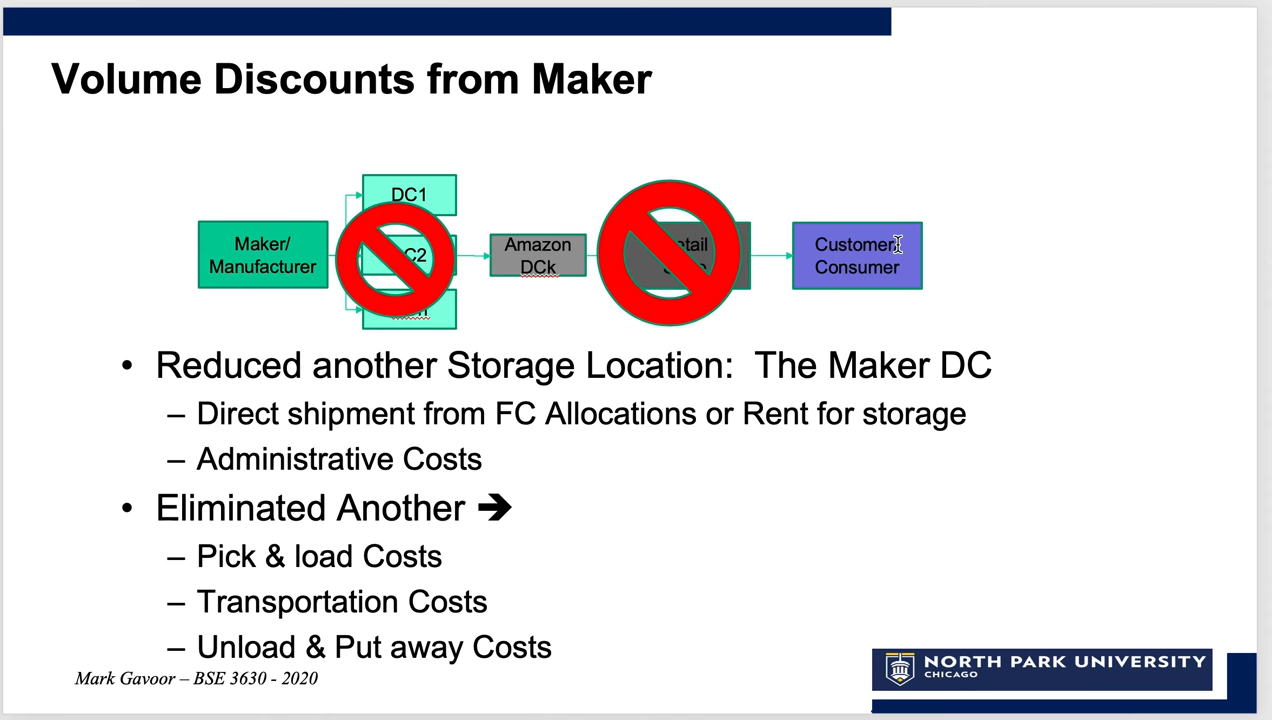 Volume Discounts from Maker
DC1
Maker/
Manufacturer
Amazon
DCk
Customer/
Consumer
• Reduced another Storage Location: The Maker DC
– Direct shipment from FC Allocations or Rent for storage
– Administrative Costs
• Eliminated Another ➔
– Pick & load Costs
– Transportation Costs
– Unload & Put away Costs
Mark Gavoor – BSE 3630 - 2020
NORTH PARK UNIVERSITY
CHICAGO